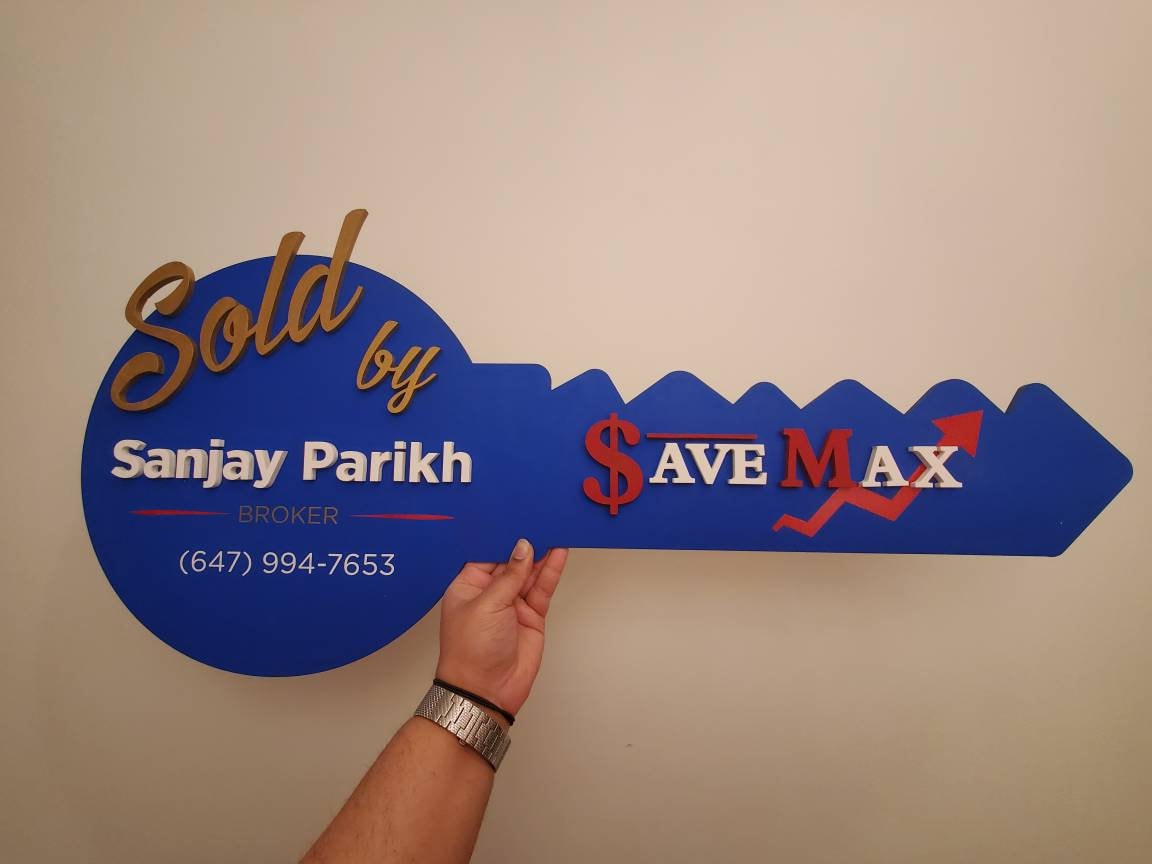 Sold
by
Sanjay Parikh
BROKER
(647) 994-7653
$AVE MAX